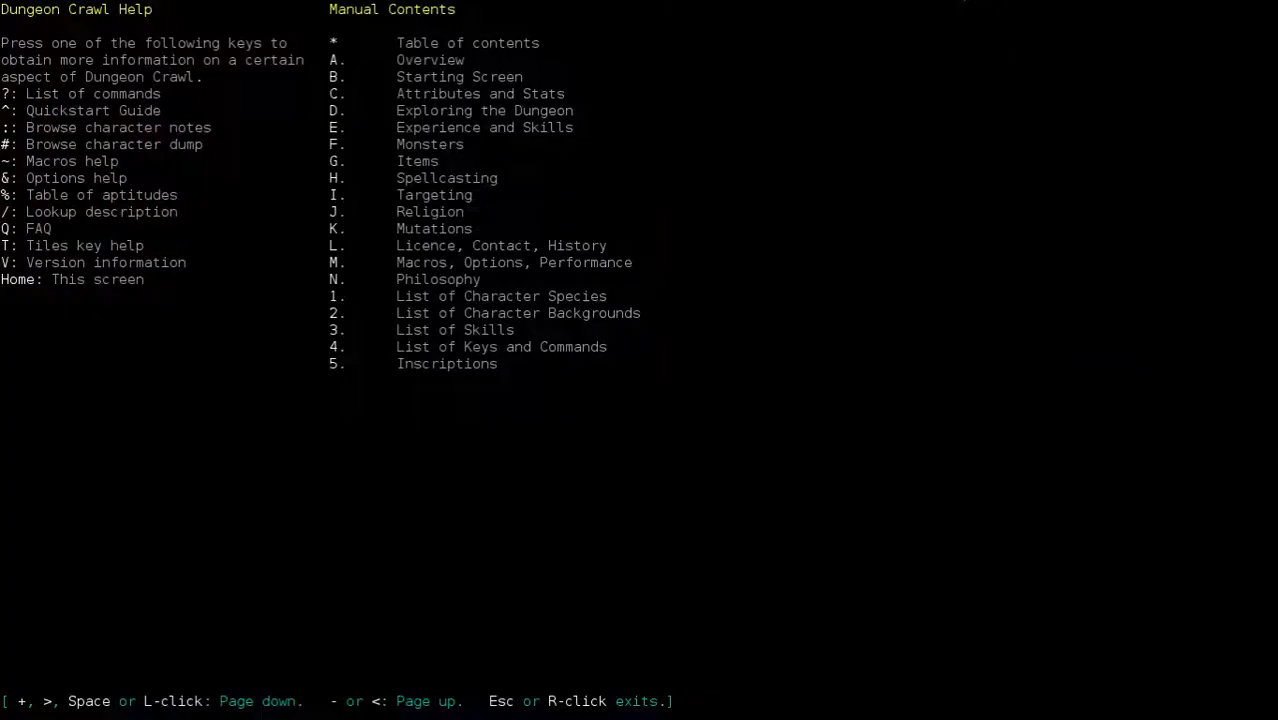 Dungeon Crawl Help
Press one of the following keys to
obtain more information on a certain
aspect of Dungeon Crawl.
?: List of commands
^: Quickstart Guide
:: Browse character notes
#: Browse character dump
~: Macros help
&: Options help
%: Table of aptitudes
/: Lookup description
Q: FAQ
T: Tiles key help
V: Version information
Home: This screen
Manual Contents
* Table of contents
A. Overview
B. Starting Screen
C. Attributes and Stats
D. Exploring the Dungeon
E. Experience and Skills
F. Monsters
G. Items
H. Spellcasting
I. Targeting
J. Religion
K. Mutations
L. Licence, Contact, History
M. Macros, Options, Performance
N. Philosophy
1. List of Character Species
2. List of Character Backgrounds
3. List of Skills
4. List of Keys and Commands
5. Inscriptions
[ +, >, Space or L-click: Page down. - or <: Page up. Esc or R-click exits.]